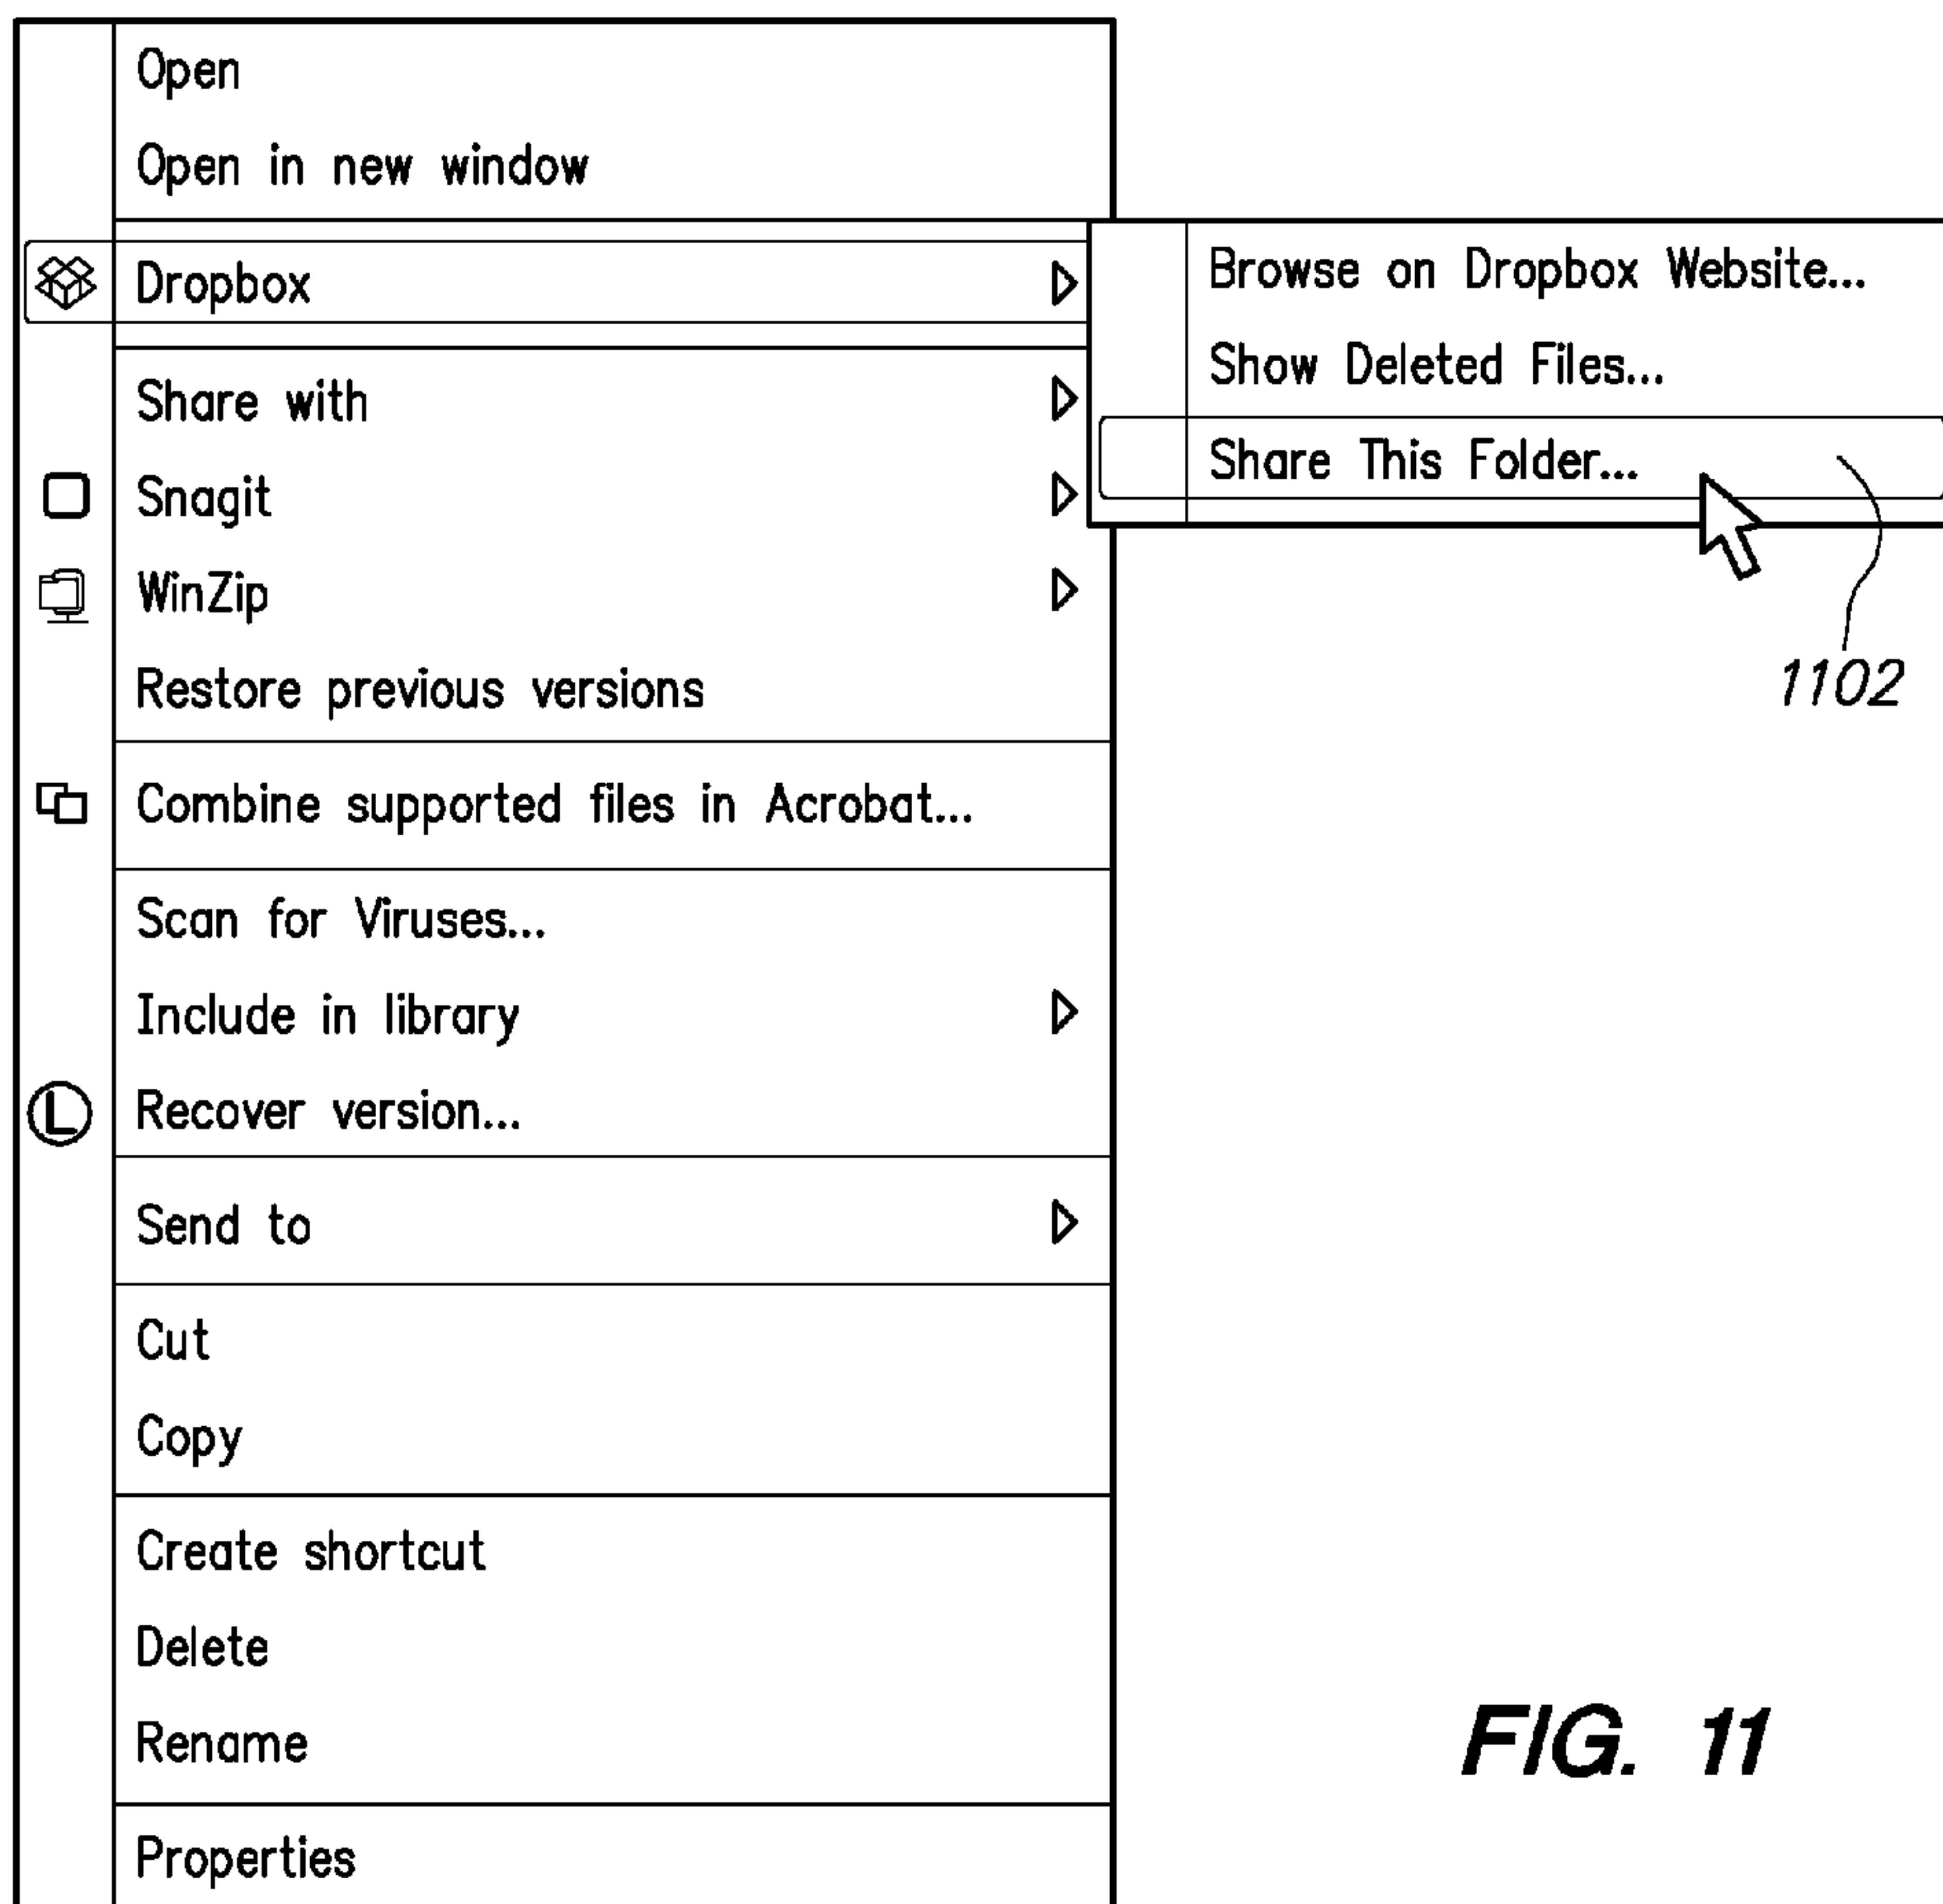 Open
Open in new window
Dropbox
Browse on Dropbox Website...
Show Deleted Files...
Share This Folder...
1102
Share with
Snagit
WinZip
Restore previous versions
Combine supported files in Acrobat...
Scan for Viruses...
Include in library
L
Recover version...
Send to
Cut
Copy
Create shortcut
Delete
Rename
Properties
FIG. 11